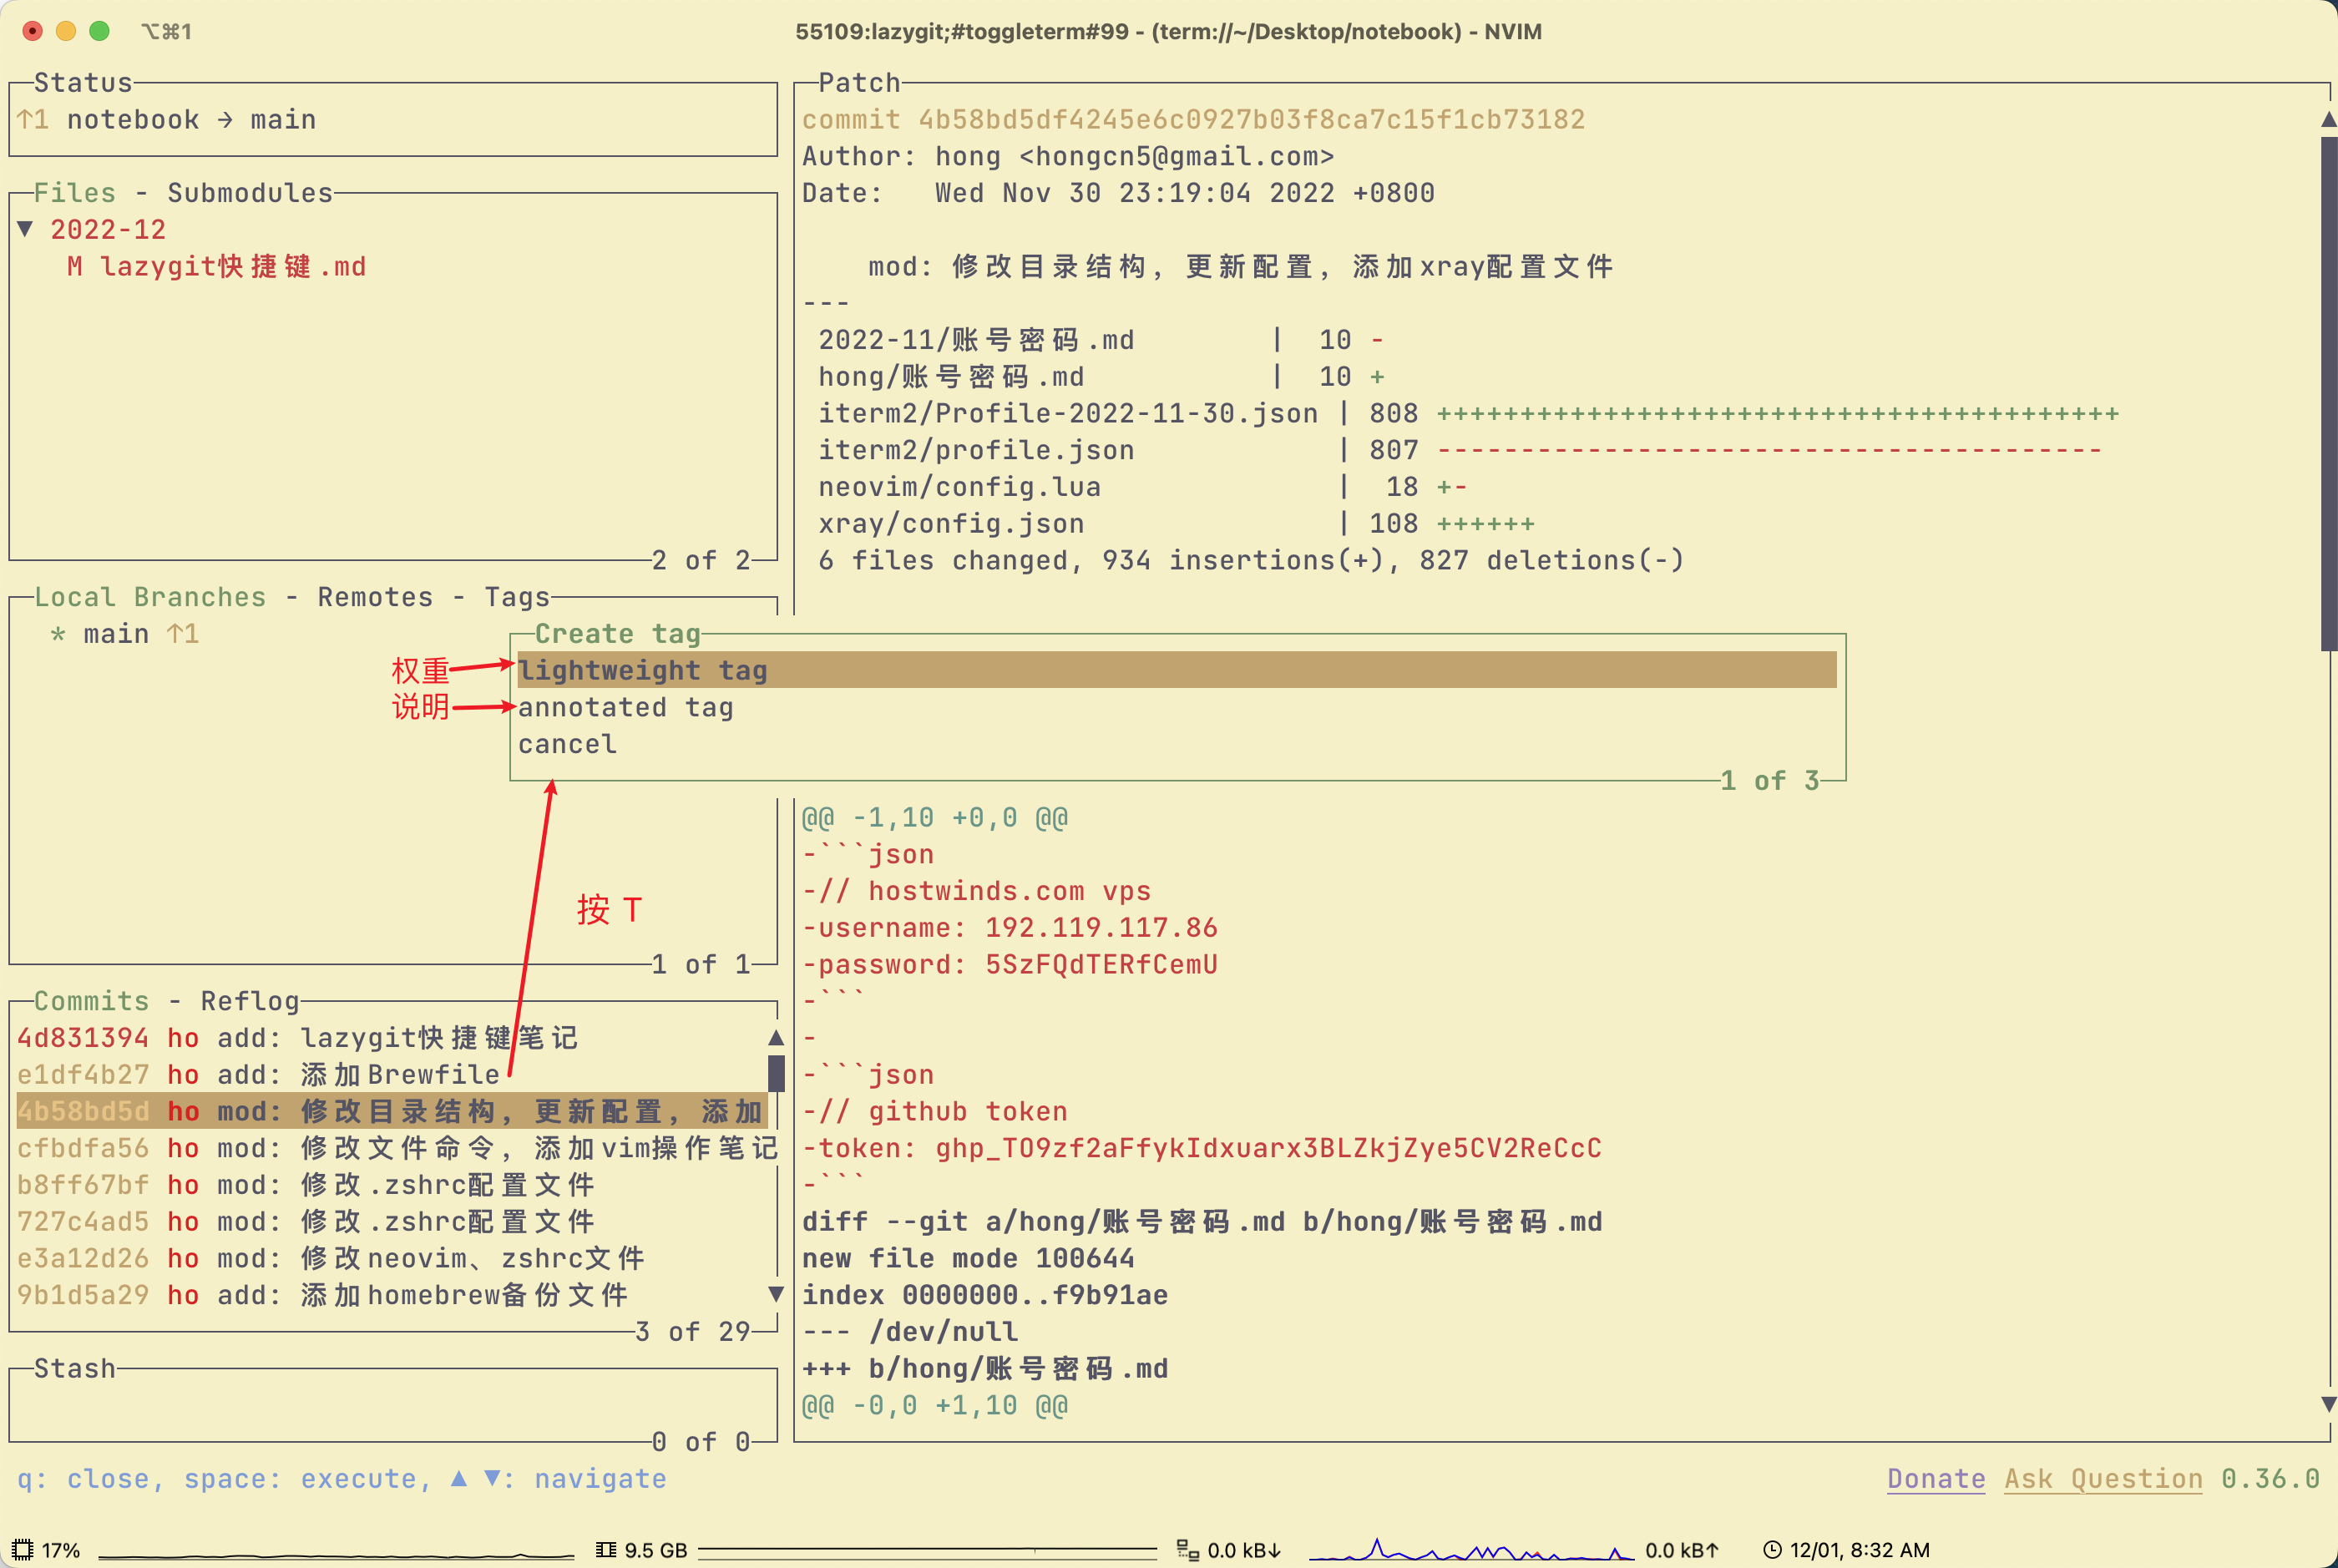 ⌥⌘1
55109:lazygit;#toggleterm#99 - (term://~/Desktop/notebook) - NVIM
Status
↑1 notebook → main
Files - Submodules
▼ 2022-12
M lazygit快捷键.md
2 of 2
Local Branches - Remotes - Tags
* main ↑1
1 of 1
Commits - Reflog
4d831394 ho add: lazygit快捷键笔记
e1df4b27 ho add: 添加Brewfile
4b58bd5d ho mod: 修改目录结构, 更新配置, 添加
cfbdfa56 ho mod: 修改文件命令, 添加vim操作笔记
b8ff67bf ho mod: 修改.zshrc配置文件
727c4ad5 ho mod: 修改.zshrc配置文件
e3a12d26 ho mod: 修改neovim、zshrc文件
9b1d5a29 ho add: 添加homebrew备份文件
3 of 29
Stash
0 of 0
Patch
commit 4b58bd5df4245e6c0927b03f8ca7c15f1cb73182
Author: hong <hongcn5@gmail.com>
Date: Wed Nov 30 23:19:04 2022 +0800
mod: 修改目录结构, 更新配置, 添加xray配置文件
---
2022-11/账号密码.md | 10 -
hong/账号密码.md | 10 +
iterm2/Profile-2022-11-30.json | 808 +++++++++++++++++++++++++++++++++++++++++
iterm2/profile.json | 807 ----------------------------------------
neovim/config.lua | 18 +-
xray/config.json | 108 ++++++
6 files changed, 934 insertions(+), 827 deletions(-)
Create tag
权重
lightweight tag
说明
annotated tag
cancel
1 of 3
按 T
@@ -1,10 +0,0 @@
-```json
-// hostwinds.com vps
-username: 192.119.117.86
-password: 5SzFQdTERfCemU
-```
-
-```json
-// github token
-token: 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
-```
diff --git a/hong/账号密码.md b/hong/账号密码.md
new file mode 100644
index 0000000..f9b91ae
--- /dev/null
+++ b/hong/账号密码.md
@@ -0,0 +1,10 @@
q: close, space: execute, ▲ ▼: navigate
Donate Ask Question 0.36.0
17%
9.5 GB
0.0 kB↓
0.0 kB↑
12/01, 8:32 AM